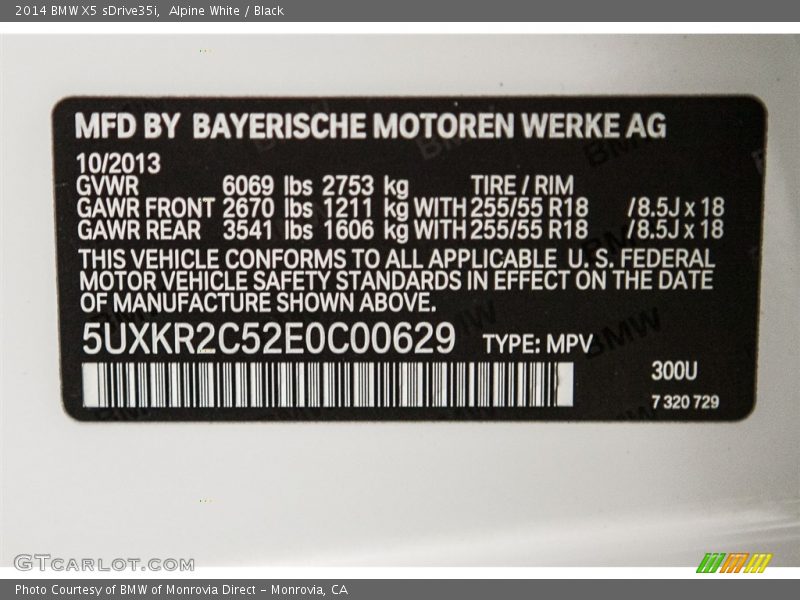 2014 BMW X5 sDrive35i,  Alpine White / Black
MFD BY BAYERISCHE MOTOREN WERKE AG
10/2013
GVWR 6069 lbs 2753 kg TIRE / RIM
GAWR FRONT 2670 lbs 1211 kg WITH 255/55 R18 /8.5J x 18
GAWR REAR 3541 lbs 1606 kg WITH 255/55 R18 /8.5J x 18
THIS VEHICLE CONFORMS TO ALL APPLICABLE U. S. FEDERAL
MOTOR VEHICLE SAFETY STANDARDS IN EFFECT ON THE DATE
OF MANUFACTURE SHOWN ABOVE.
5UXKR2C52E0C00629 TYPE: MPV
300U
7 320 729
GTCARLOT.COM
Photo Courtesy of BMW of Monrovia Direct – Monrovia, CA